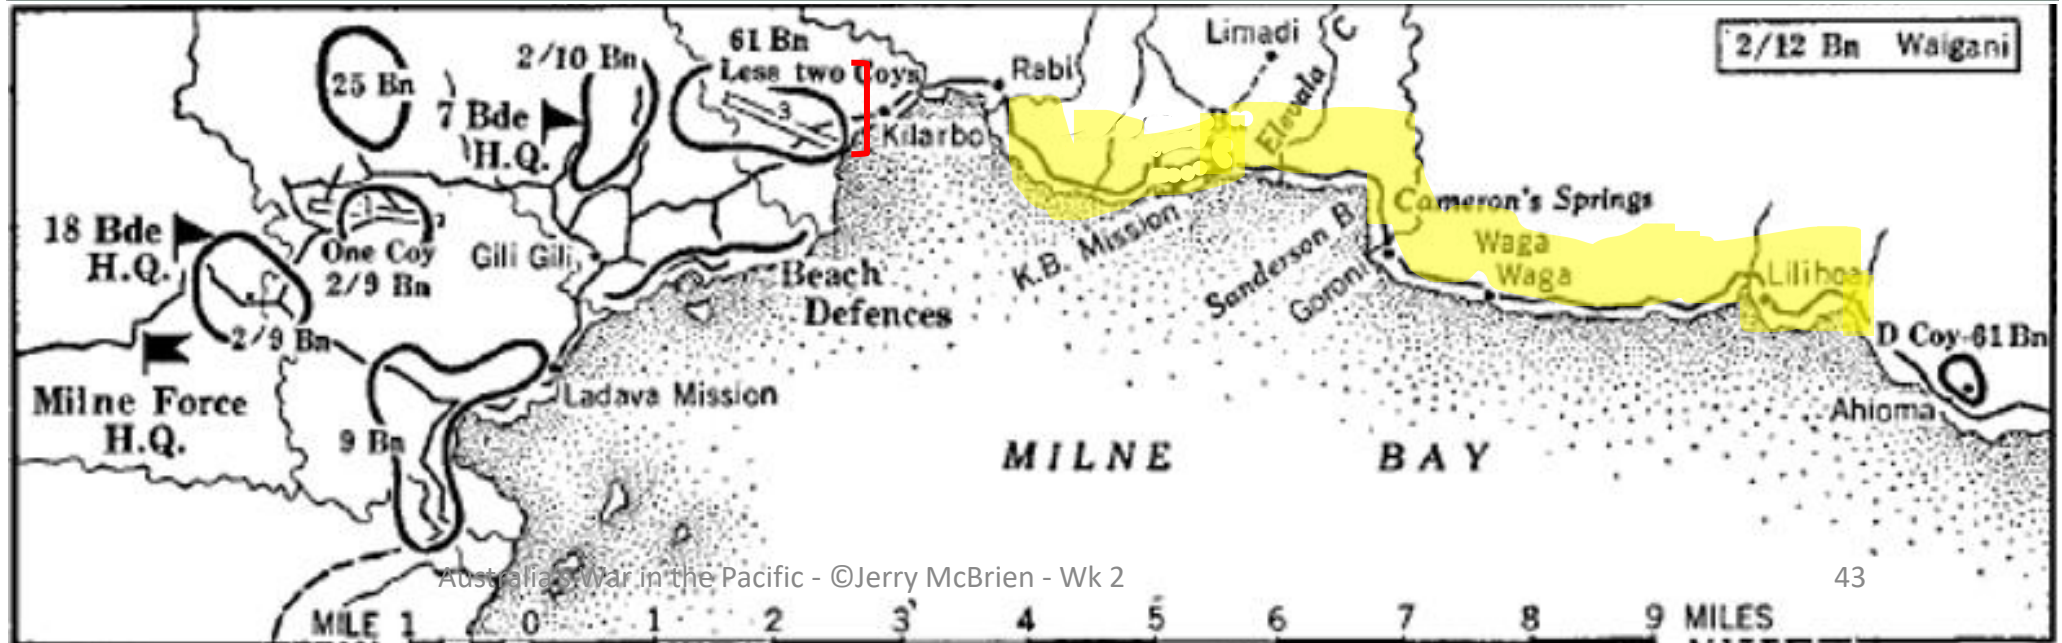 2/12 Bn Waigani
61 Bn
Less two Coys
2/10 Bn
25 Bn
7 Bde
H.Q.
3
Kilarbo
Rabi
Limadi
Elevala C
18 Bde
H.Q.
1
2
One Coy
2/9 Bn
Gili Gili
2/9 Bn
Milne Force
H.Q.
9 Bn
Ladava Mission
Beach
Defences
K.B. Mission
Sanderson B.
Goroni
Cameron's Springs
Waga
Waga
Lilihoa
D Coy-61 Bn
Ahioma
MILNE BAY
Australia's War in the Pacific - ©Jerry McBrien - Wk 2
43
MILE 1 0 1 2 3 4 5 6 7 8 9 MILES